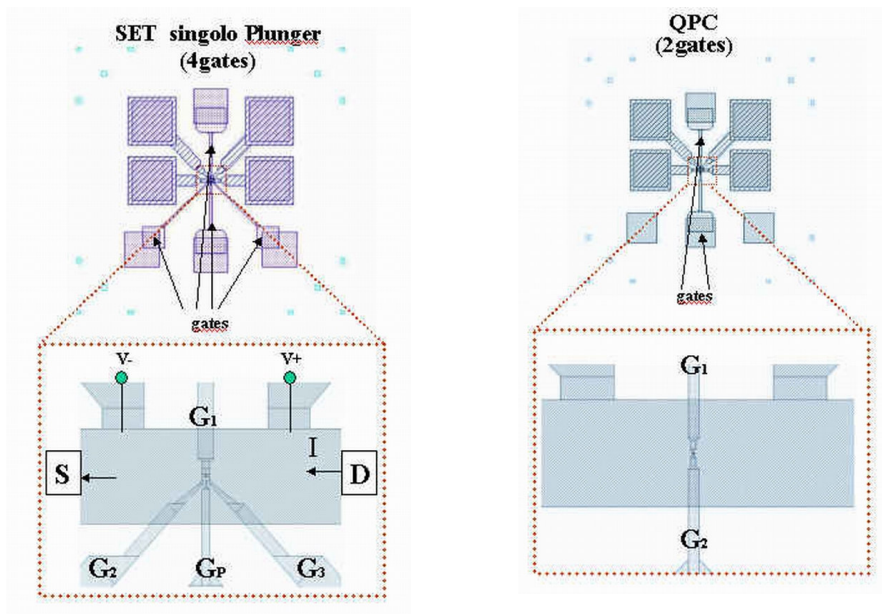 SET singolo Plunger
(4gates)
gates
V-
V+
G1
I
S
D
G2
GP
G3
QPC
(2gates)
gates
G1
G2